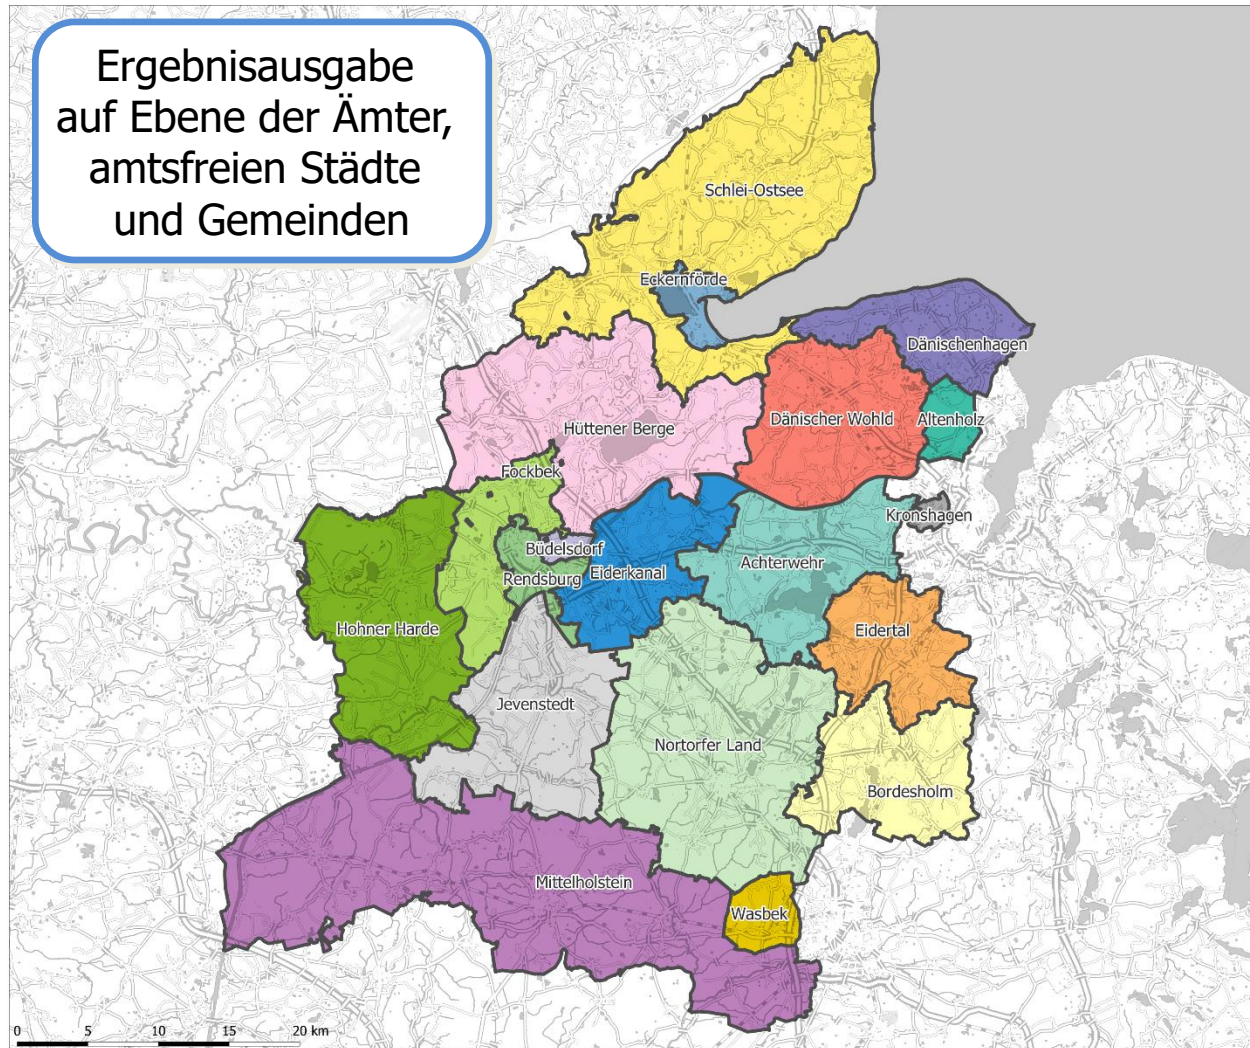 Ergebnisausgabe
auf Ebene der Ämter,
amtsfreien Städte
und Gemeinden
Schlei-Ostsee
Eckernförde
Dänischenhagen
Hüttener Berge
Dänischer Wohld
Altenholz
Fockbek
Kronshagen
Büdelsdorf
Achterwehr
Rendsburg
Eiderkanal
Hohner Harde
Eidertal
Jevenstedt
Nortorfer Land
Bordesholm
Mittelholstein
Wasbek
0 5 10 15 20 km